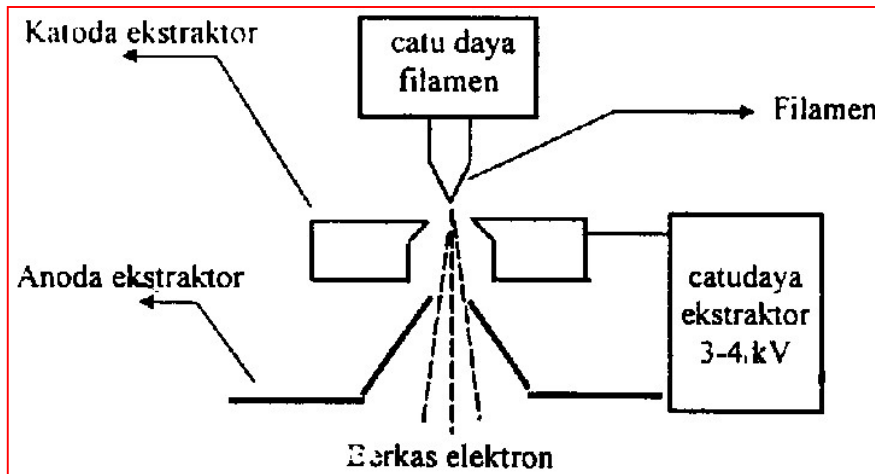 Katoda ekstraktor
catu daya
filamen
Filamen
Anoda ekstraktor
catudaya
ekstraktor
3-4.kV
Berkas elektron